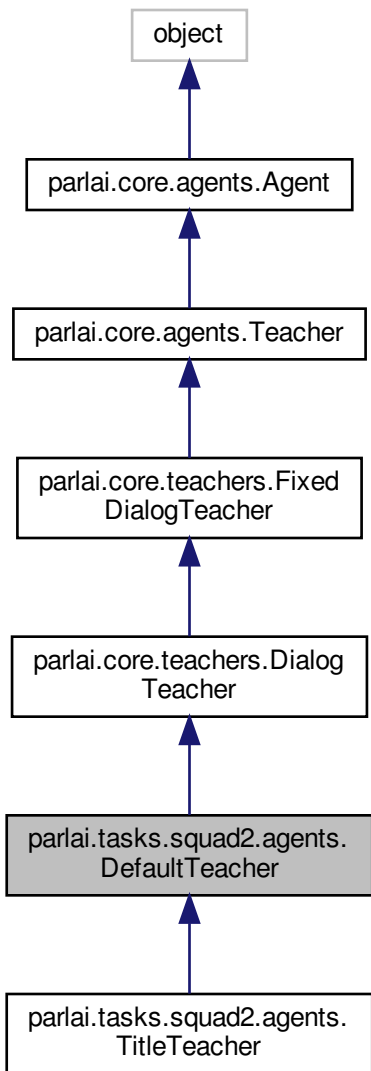 object
parlai.core.agents.Agent
parlai.core.agents.Teacher
parlai.core.teachers.Fixed
DialogTeacher
parlai.core.teachers.Dialog
Teacher
parlai.tasks.squad2.agents.
DefaultTeacher
parlai.tasks.squad2.agents.
TitleTeacher